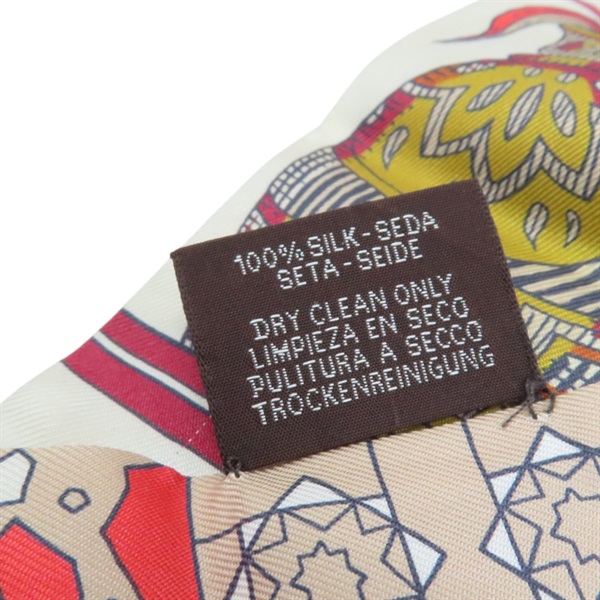 100% SILK-SEDA
SETA-SEIDE
DRY CLEAN ONLY
LIMPIEZA EN SECO
PULITURA A SECCO
TROCKENREINIGUNG